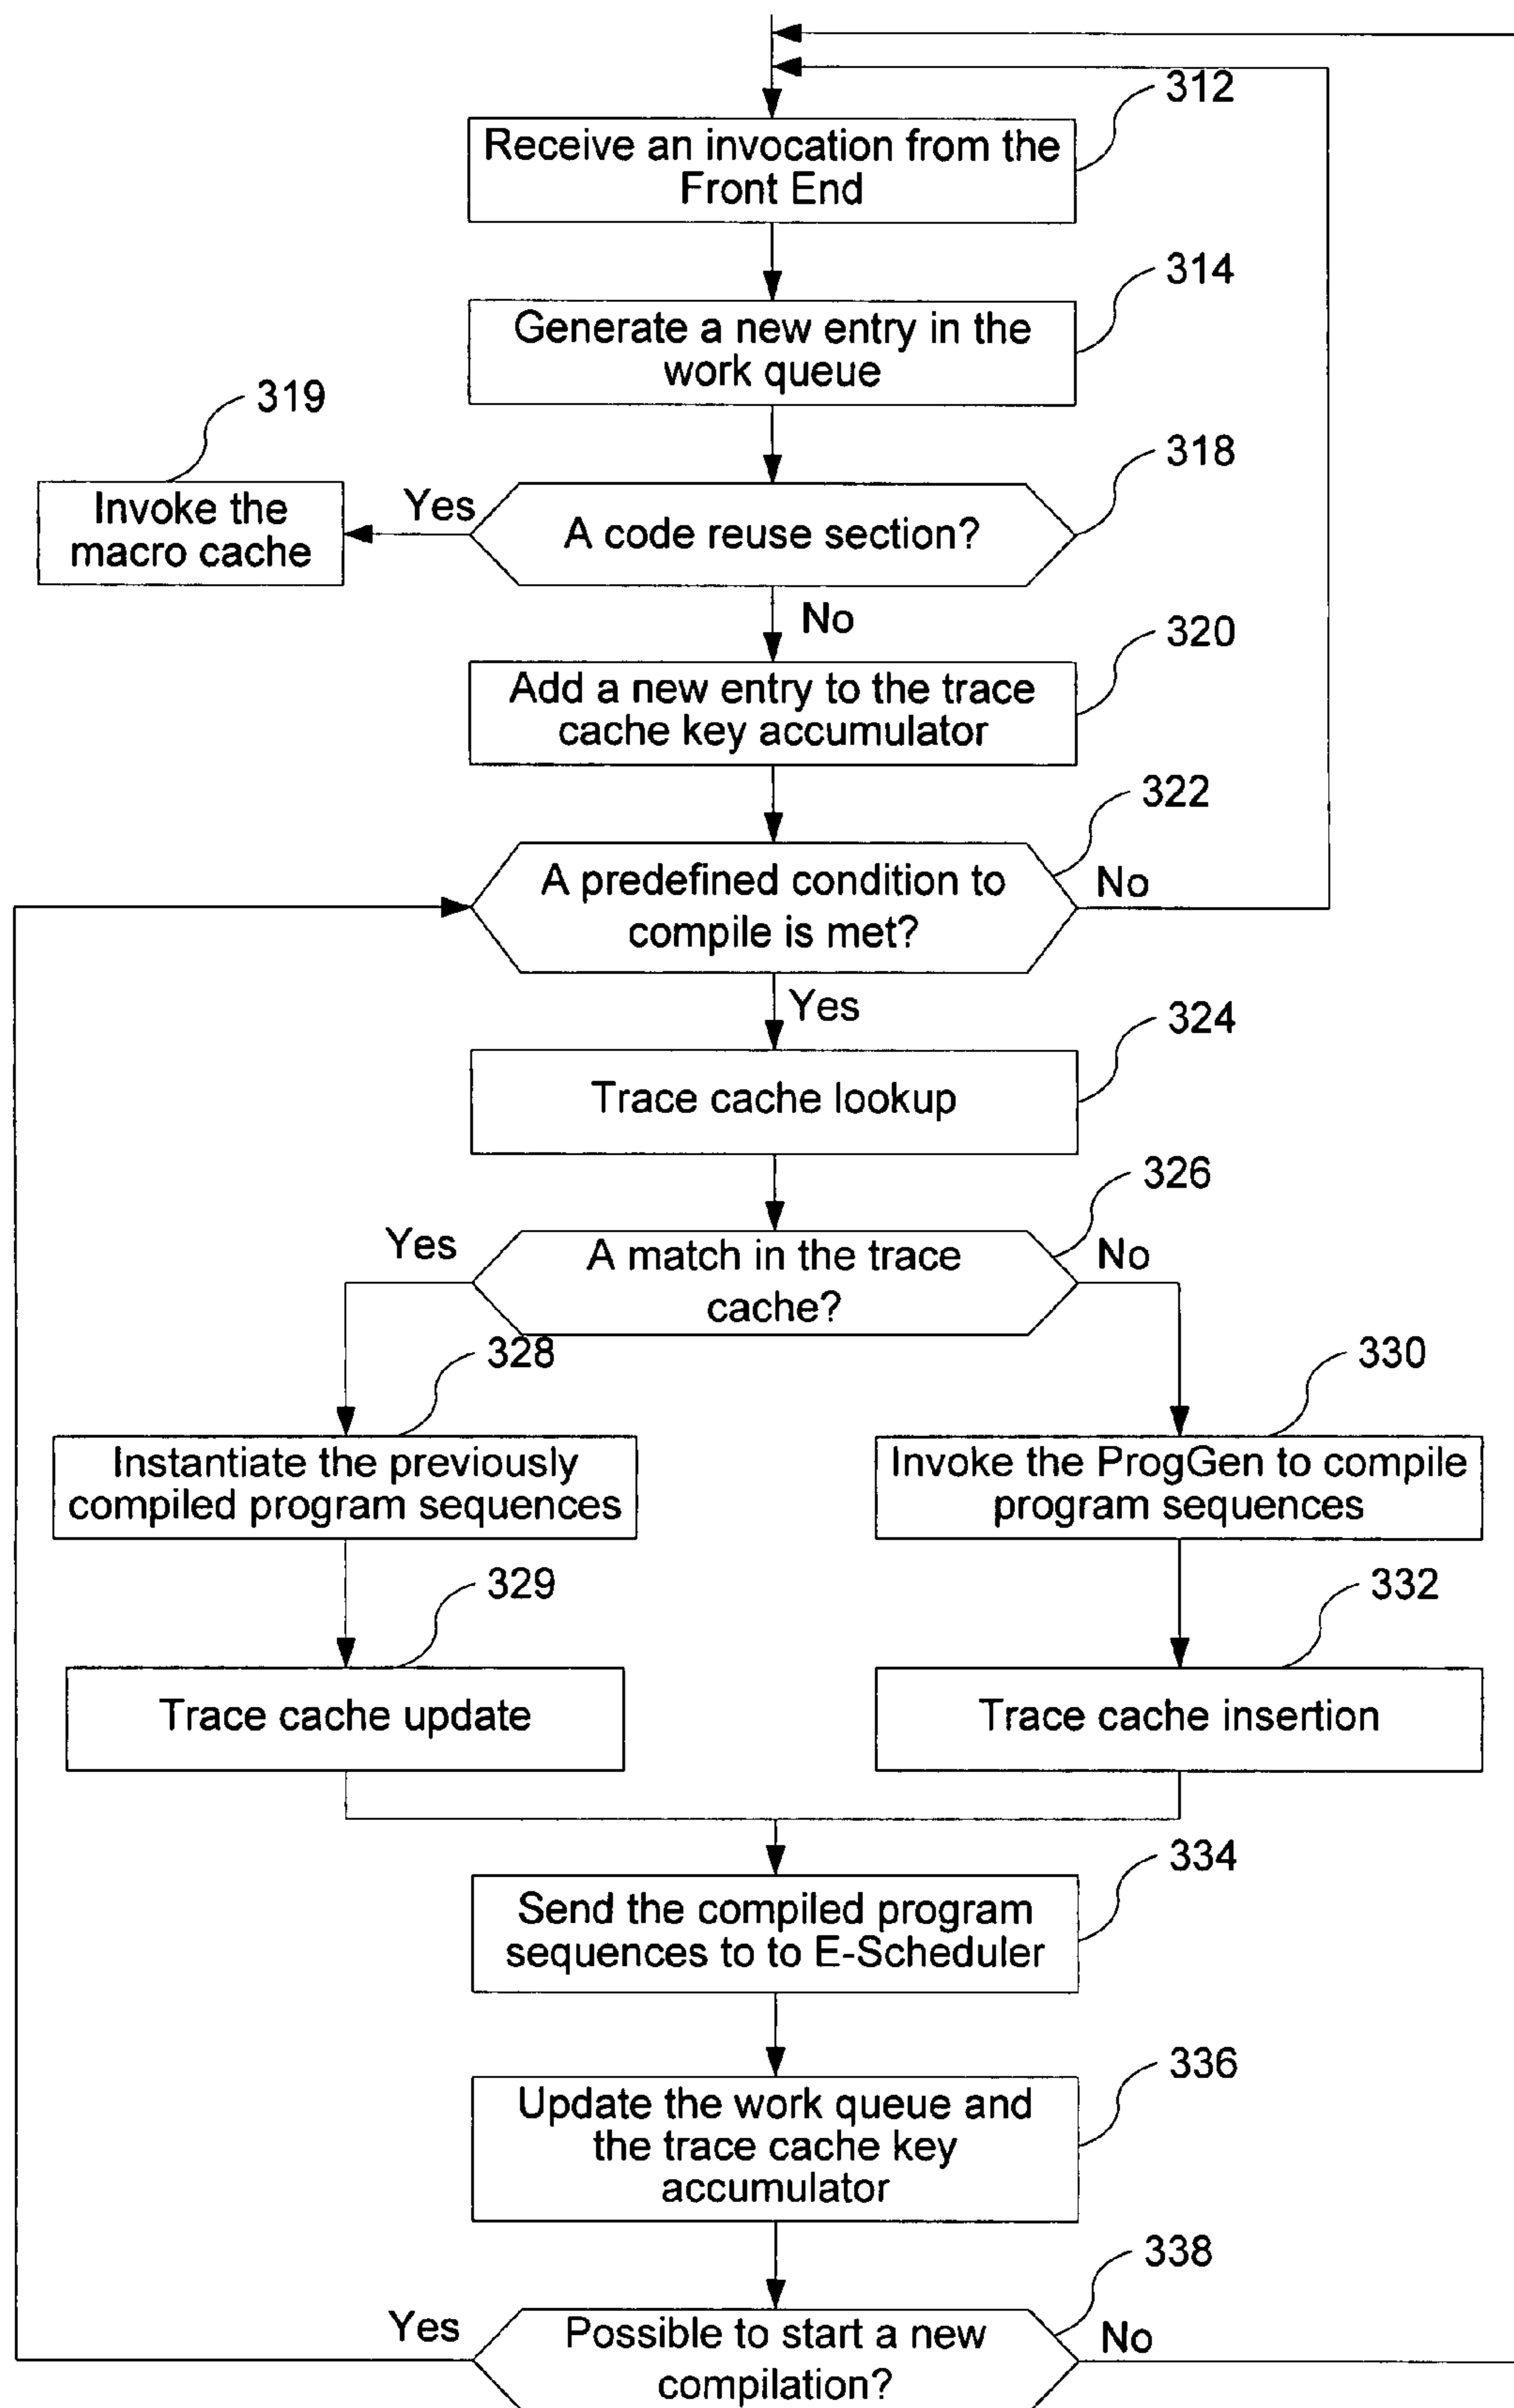 312
Receive an invocation from the
Front End
314
Generate a new entry in the
work queue
319
318
Invoke the
macro cache
Yes
A code reuse section?
No
320
Add a new entry to the trace
cache key accumulator
322
A predefined condition to
compile is met?
No
Yes
324
Trace cache lookup
326
Yes
A match in the trace
cache?
No
328
330
Instantiate the previously
compiled program sequences
Invoke the ProgGen to compile
program sequences
329
332
Trace cache update
Trace cache insertion
334
Send the compiled program
sequences to to E-Scheduler
336
Update the work queue and
the trace cache key
accumulator
338
Yes
Possible to start a new
compilation?
No